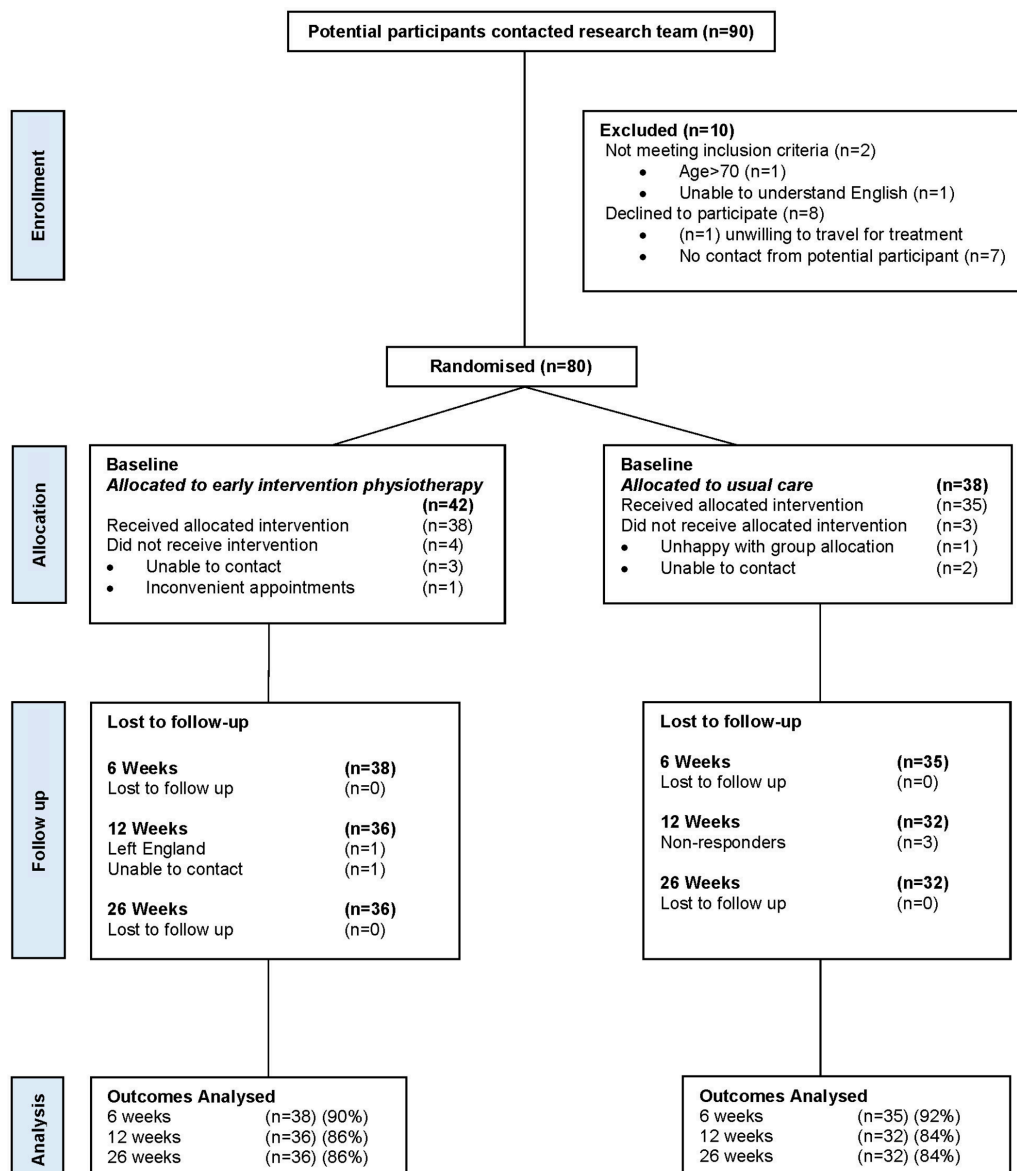 Potential participants contacted research team (n=90)
Enrollment
Excluded (n=10)
Not meeting inclusion criteria (n=2)
• Age>70 (n=1)
• Unable to understand English (n=1)
Declined to participate (n=8)
• (n=1) unwilling to travel for treatment
• No contact from potential participant (n=7)
Randomised (n=80)
Allocation
Baseline
Allocated to early intervention physiotherapy
(n=42)
Received allocated intervention (n=38)
Did not receive intervention (n=4)
• Unable to contact (n=3)
• Inconvenient appointments (n=1)
Baseline
Allocated to usual care (n=38)
Received allocated intervention (n=35)
Did not receive allocated intervention (n=3)
• Unhappy with group allocation (n=1)
• Unable to contact (n=2)
Follow up
Lost to follow-up
6 Weeks (n=38)
Lost to follow up (n=0)
12 Weeks (n=36)
Left England (n=1)
Unable to contact (n=1)
26 Weeks (n=36)
Lost to follow up (n=0)
Lost to follow-up
6 Weeks (n=35)
Lost to follow up (n=0)
12 Weeks (n=32)
Non-responders (n=3)
26 Weeks (n=32)
Lost to follow up (n=0)
Analysis
Outcomes Analysed
6 weeks (n=38) (90%)
12 weeks (n=36) (86%)
26 weeks (n=36) (86%)
Outcomes Analysed
6 weeks (n=35) (92%)
12 weeks (n=32) (84%)
26 weeks (n=32) (84%)